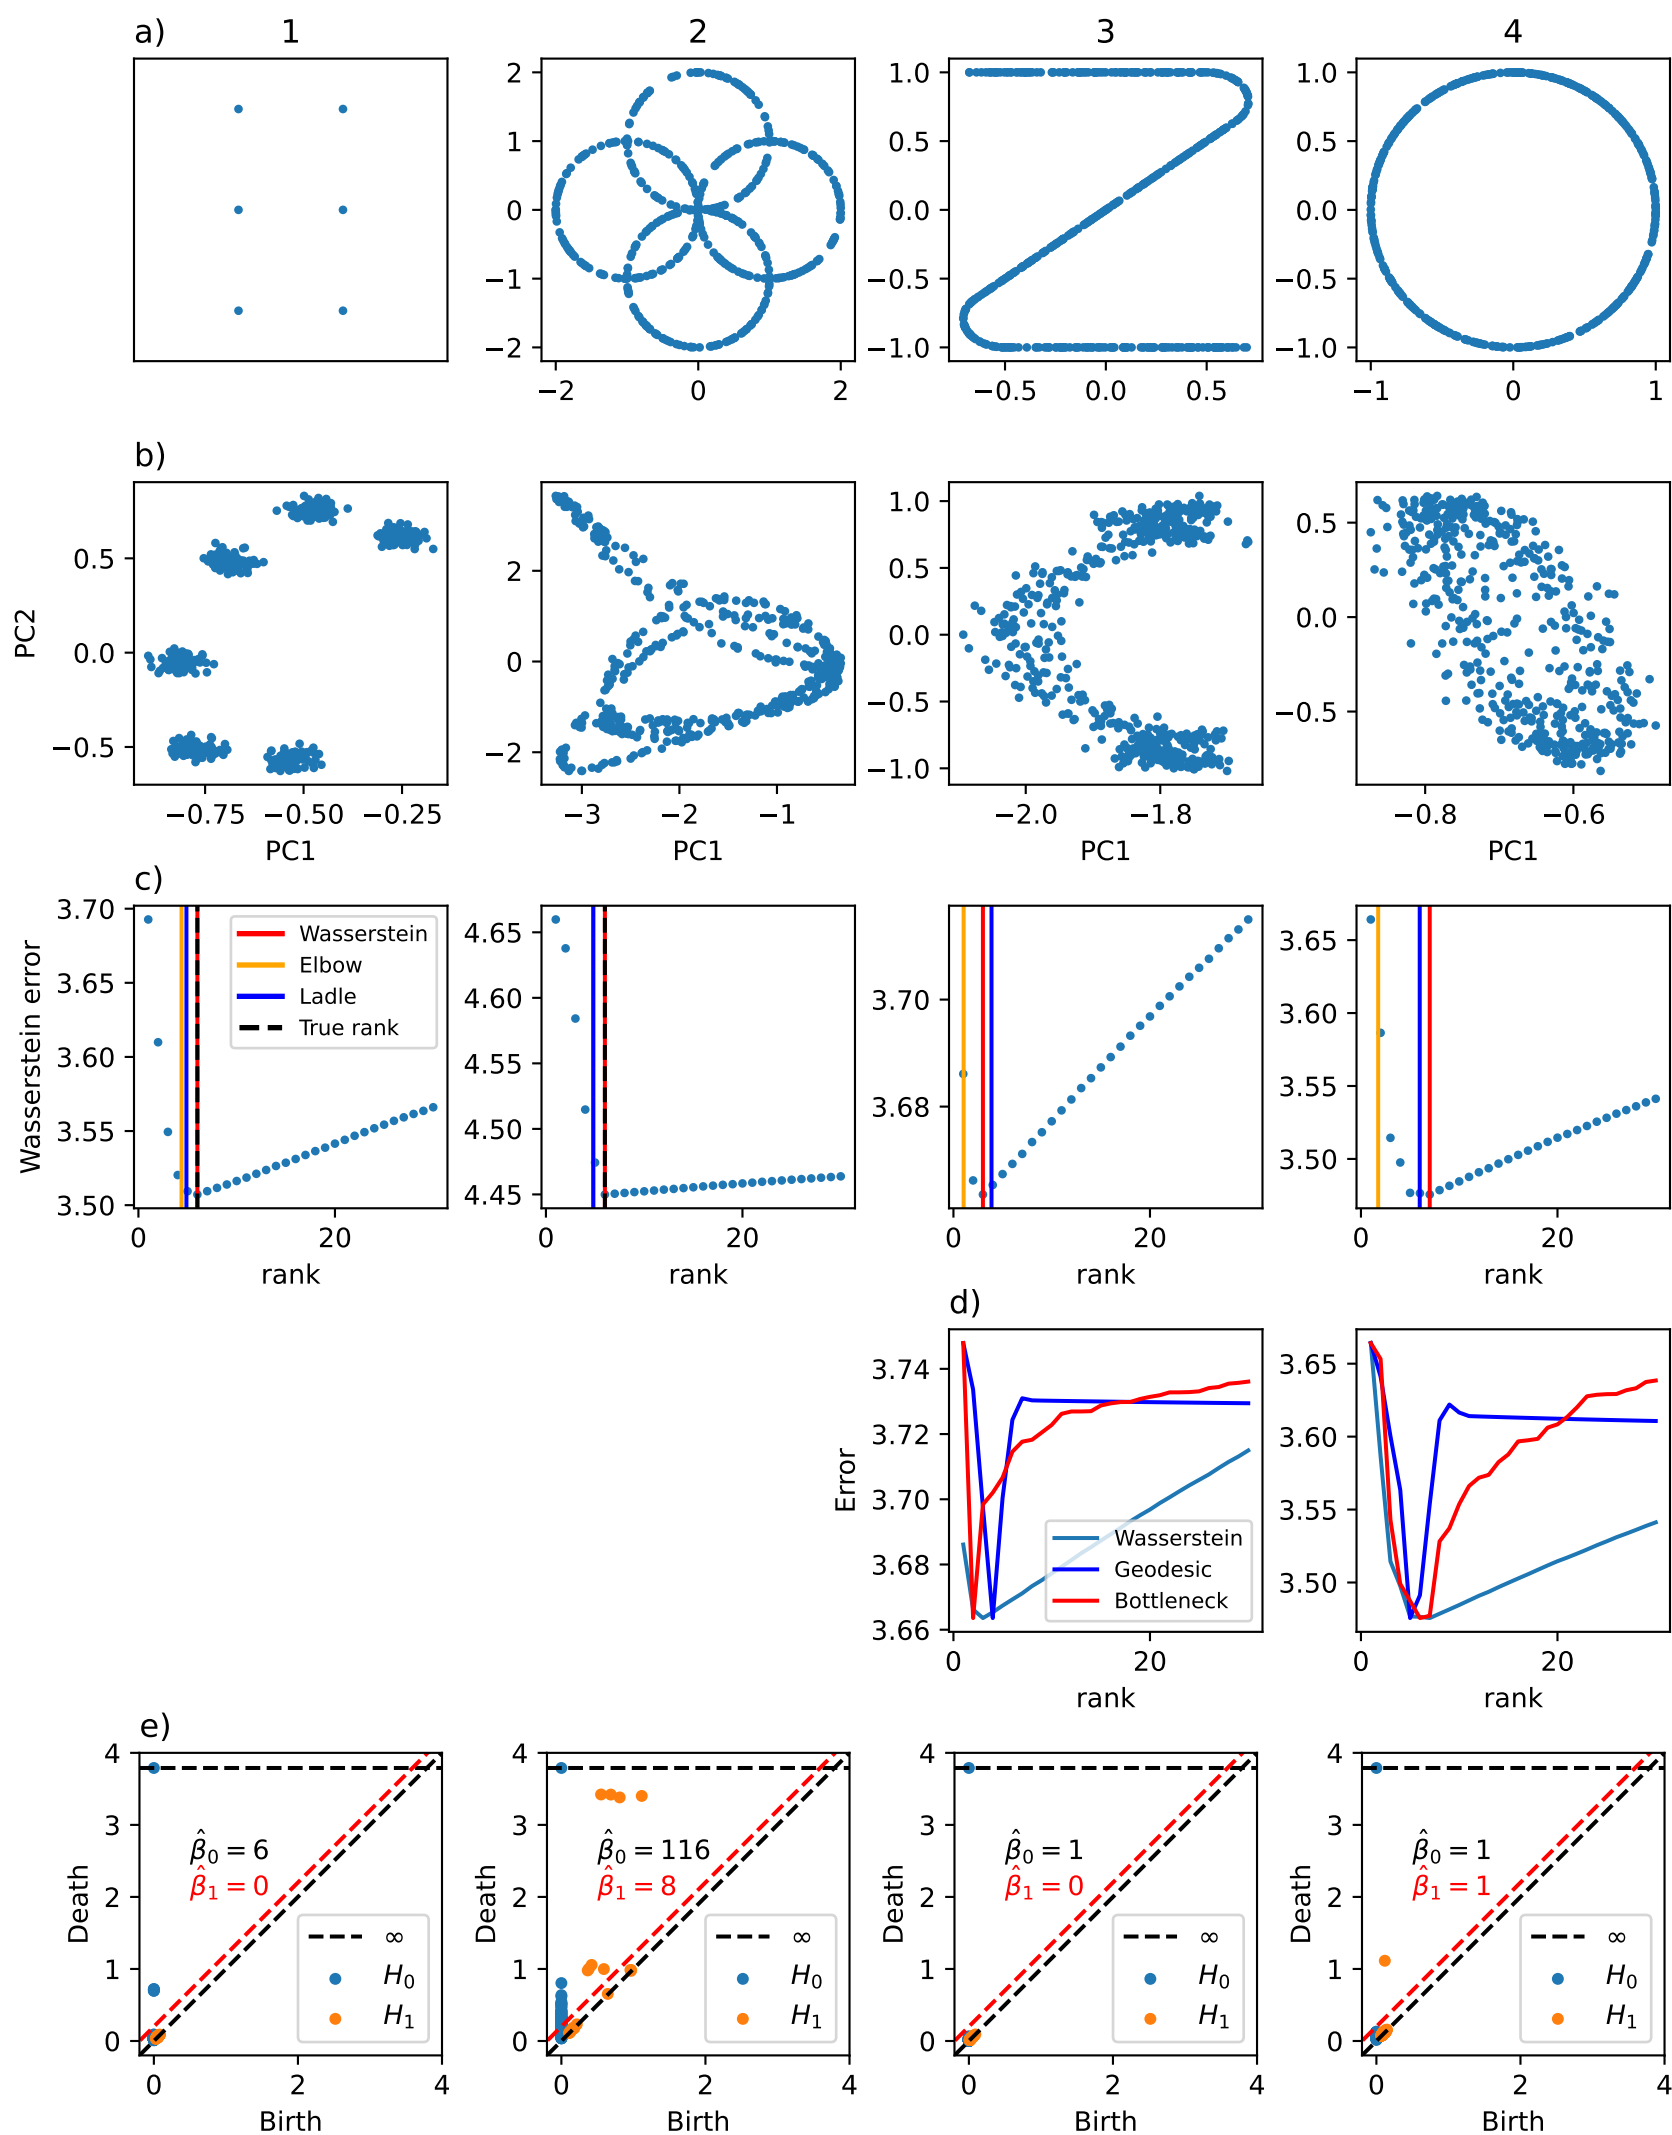 a) 1 2 3 4
2 1.0 1.0
1 0.5 0.5
0 0.0 0.0
−1 −0.5 −0.5
−2 −1.0 −1.0
−2 0 2 −0.5 0.0 0.5 −1 0 1
b)
PC2
0.5 0.0 −0.5
2 0 −2
1.0 0.5 0.0 −0.5 −1.0
0.5 0.0 −0.5
−0.75 −0.50 −0.25 −3 −2 −1 −2.0 −1.8 −0.8 −0.6
PC1 PC1 PC1 PC1
c)
Wasserstein error
3.70 3.65 3.60 3.55 3.50
Wasserstein
Elbow
Ladle
True rank
4.65 4.60 4.55 4.50 4.45
3.70 3.68
3.65 3.60 3.55 3.50
0 20 0 20 0 20 0 20
rank rank rank rank
d)
Error
3.74 3.72 3.70 3.68 3.66
Wasserstein
Geodesic
Bottleneck
3.65 3.60 3.55 3.50
0 20 0 20
rank rank
e)
Death
4 3 2 1 0
β̂₀ = 6
β̂₁ = 0
∞
H₀
H₁
0 2 4
Birth
Death
4 3 2 1 0
β̂₀ = 116
β̂₁ = 8
∞
H₀
H₁
0 2 4
Birth
Death
4 3 2 1 0
β̂₀ = 1
β̂₁ = 0
∞
H₀
H₁
0 2 4
Birth
Death
4 3 2 1 0
β̂₀ = 1
β̂₁ = 1
∞
H₀
H₁
0 2 4
Birth